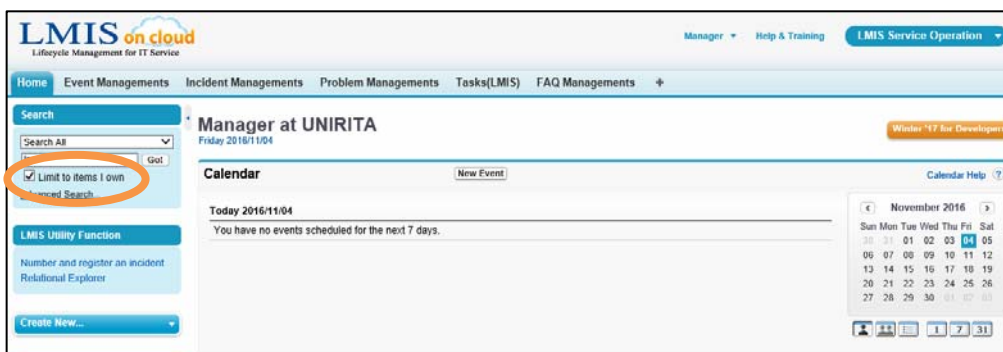 LMIS on cloud
Lifecycle Management for IT Service
Manager Help & Training LMIS Service Operation
Home Event Managements Incident Managements Problem Managements Tasks(LMIS) FAQ Managements +
Search
Search All
Go!
Limit to items I own
Advanced Search...
LMIS Utility Function
Number and register an incident
Relational Explorer
Create New...
Manager at UNIRITA
Friday 2016/11/04
Winter '17 for Developers
Calendar New Event Calendar Help ?
Today 2016/11/04
You have no events scheduled for the next 7 days.
November 2016
Sun Mon Tue Wed Thu Fri Sat
30 31 01 02 03 04 05
06 07 08 09 10 11 12
13 14 15 16 17 18 19
20 21 22 23 24 25 26
27 28 29 30 01 02 03
1 7 31